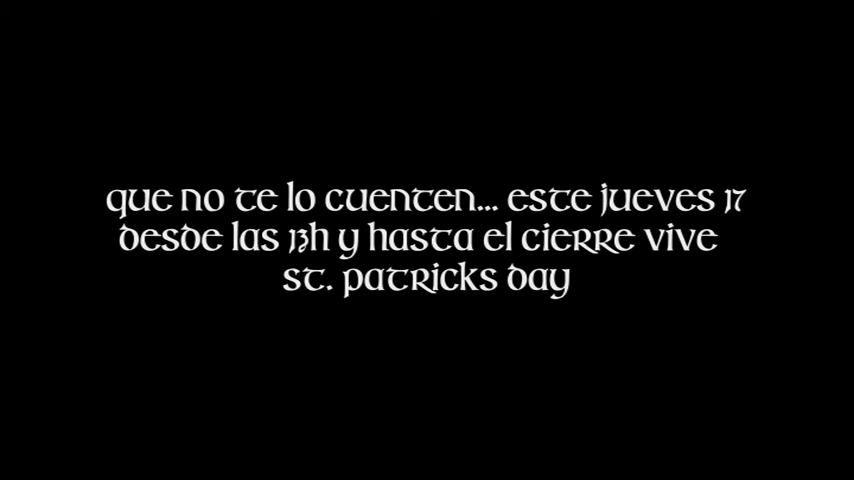 que no te lo cuenten... este jueves 17
desde las 13h y hasta el cierre vive
st. patricks day